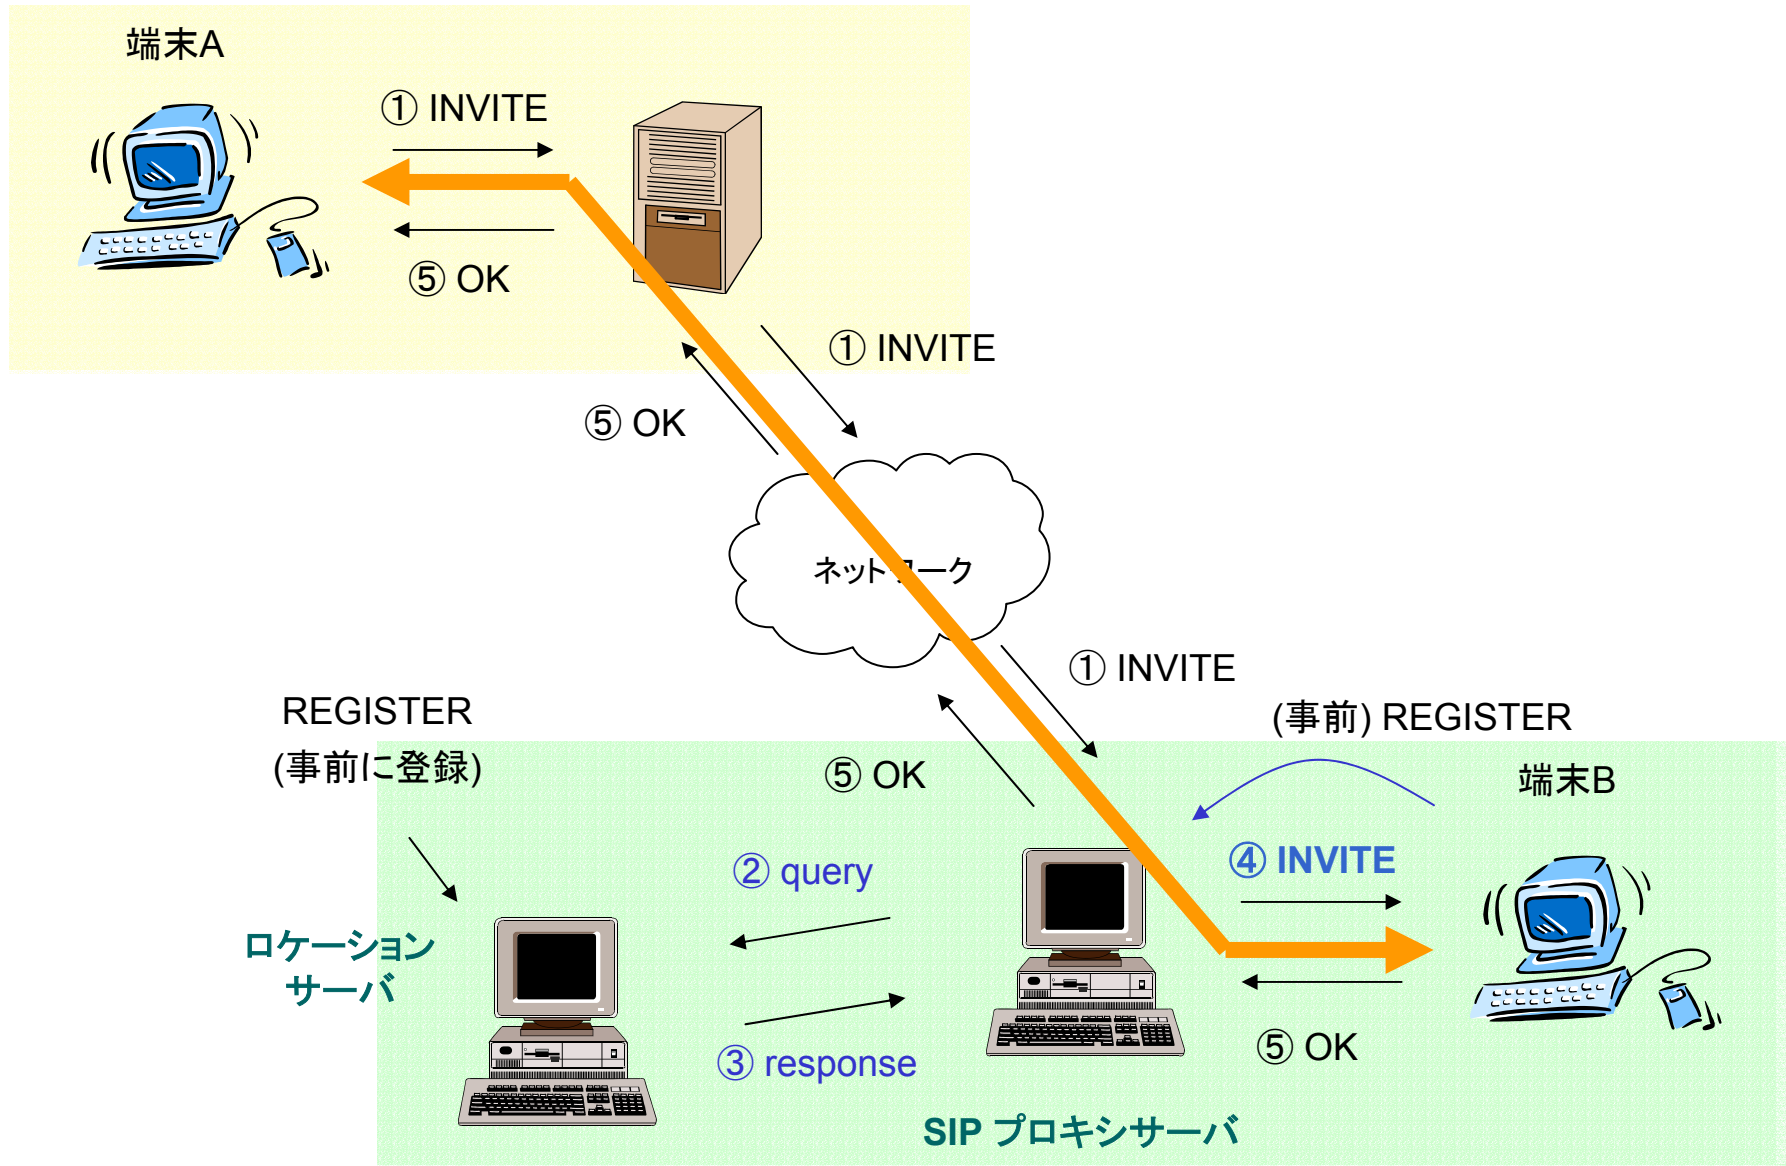 端末A
① INVITE
⑤ OK
① INVITE
⑤ OK
ネットワーク
① INVITE
REGISTER
(事前に登録)
(事前) REGISTER
⑤ OK
端末B
② query
④ INVITE
ロケーション
サーバ
③ response
⑤ OK
SIP プロキシサーバ